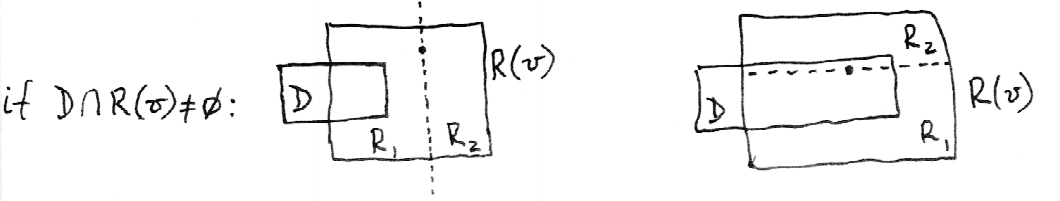 if D∩R(v)≠∅:
D
R₁
R₂
R(v)
D
R₂
R₁
R(v)